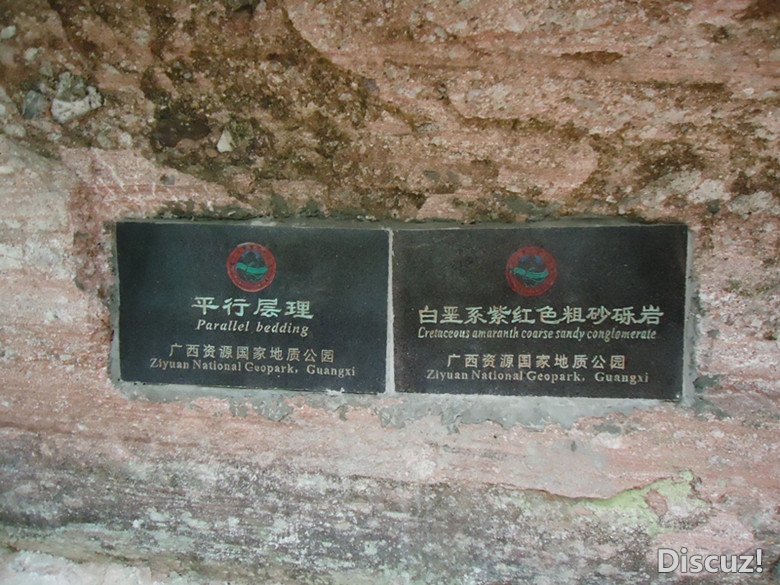 平行层理
Parallel bedding
广西资源国家地质公园
Ziyuan National Geopark, Guangxi
白垩系紫红色粗砂砾岩
Cretaceous amaranth coarse sandy conglomerate
广西资源国家地质公园
Ziyuan National Geopark, Guangxi
Discuz!